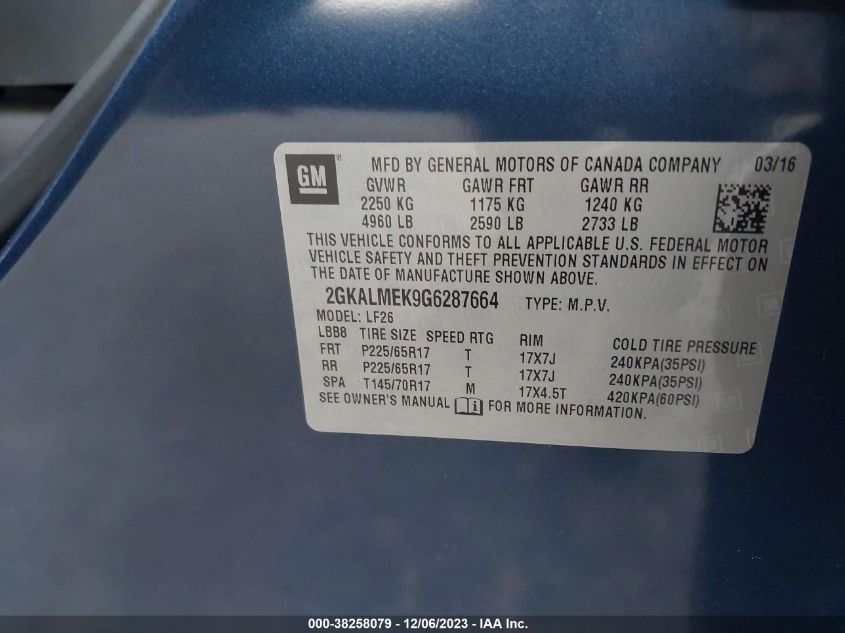 GM ® MFD BY GENERAL MOTORS OF CANADA COMPANY 03/16
GVWR GAWR FRT GAWR RR
2250 KG 1175 KG 1240 KG
4960 LB 2590 LB 2733 LB
THIS VEHICLE CONFORMS TO ALL APPLICABLE U.S. FEDERAL MOTOR
VEHICLE SAFETY AND THEFT PREVENTION STANDARDS IN EFFECT ON
THE DATE OF MANUFACTURE SHOWN ABOVE.
2GKALMEK9G6287664 TYPE: M.P.V.
MODEL: LF26
LBB8 TIRE SIZE SPEED RTG RIM COLD TIRE PRESSURE
FRT P225/65R17 T 17X7J 240KPA(35PSI)
RR P225/65R17 T 17X7J 240KPA(35PSI)
SPA T145/70R17 M 17X4.5T 420KPA(60PSI)
SEE OWNER'S MANUAL FOR MORE INFORMATION.
000-38258079 - 12/06/2023 - IAA Inc.